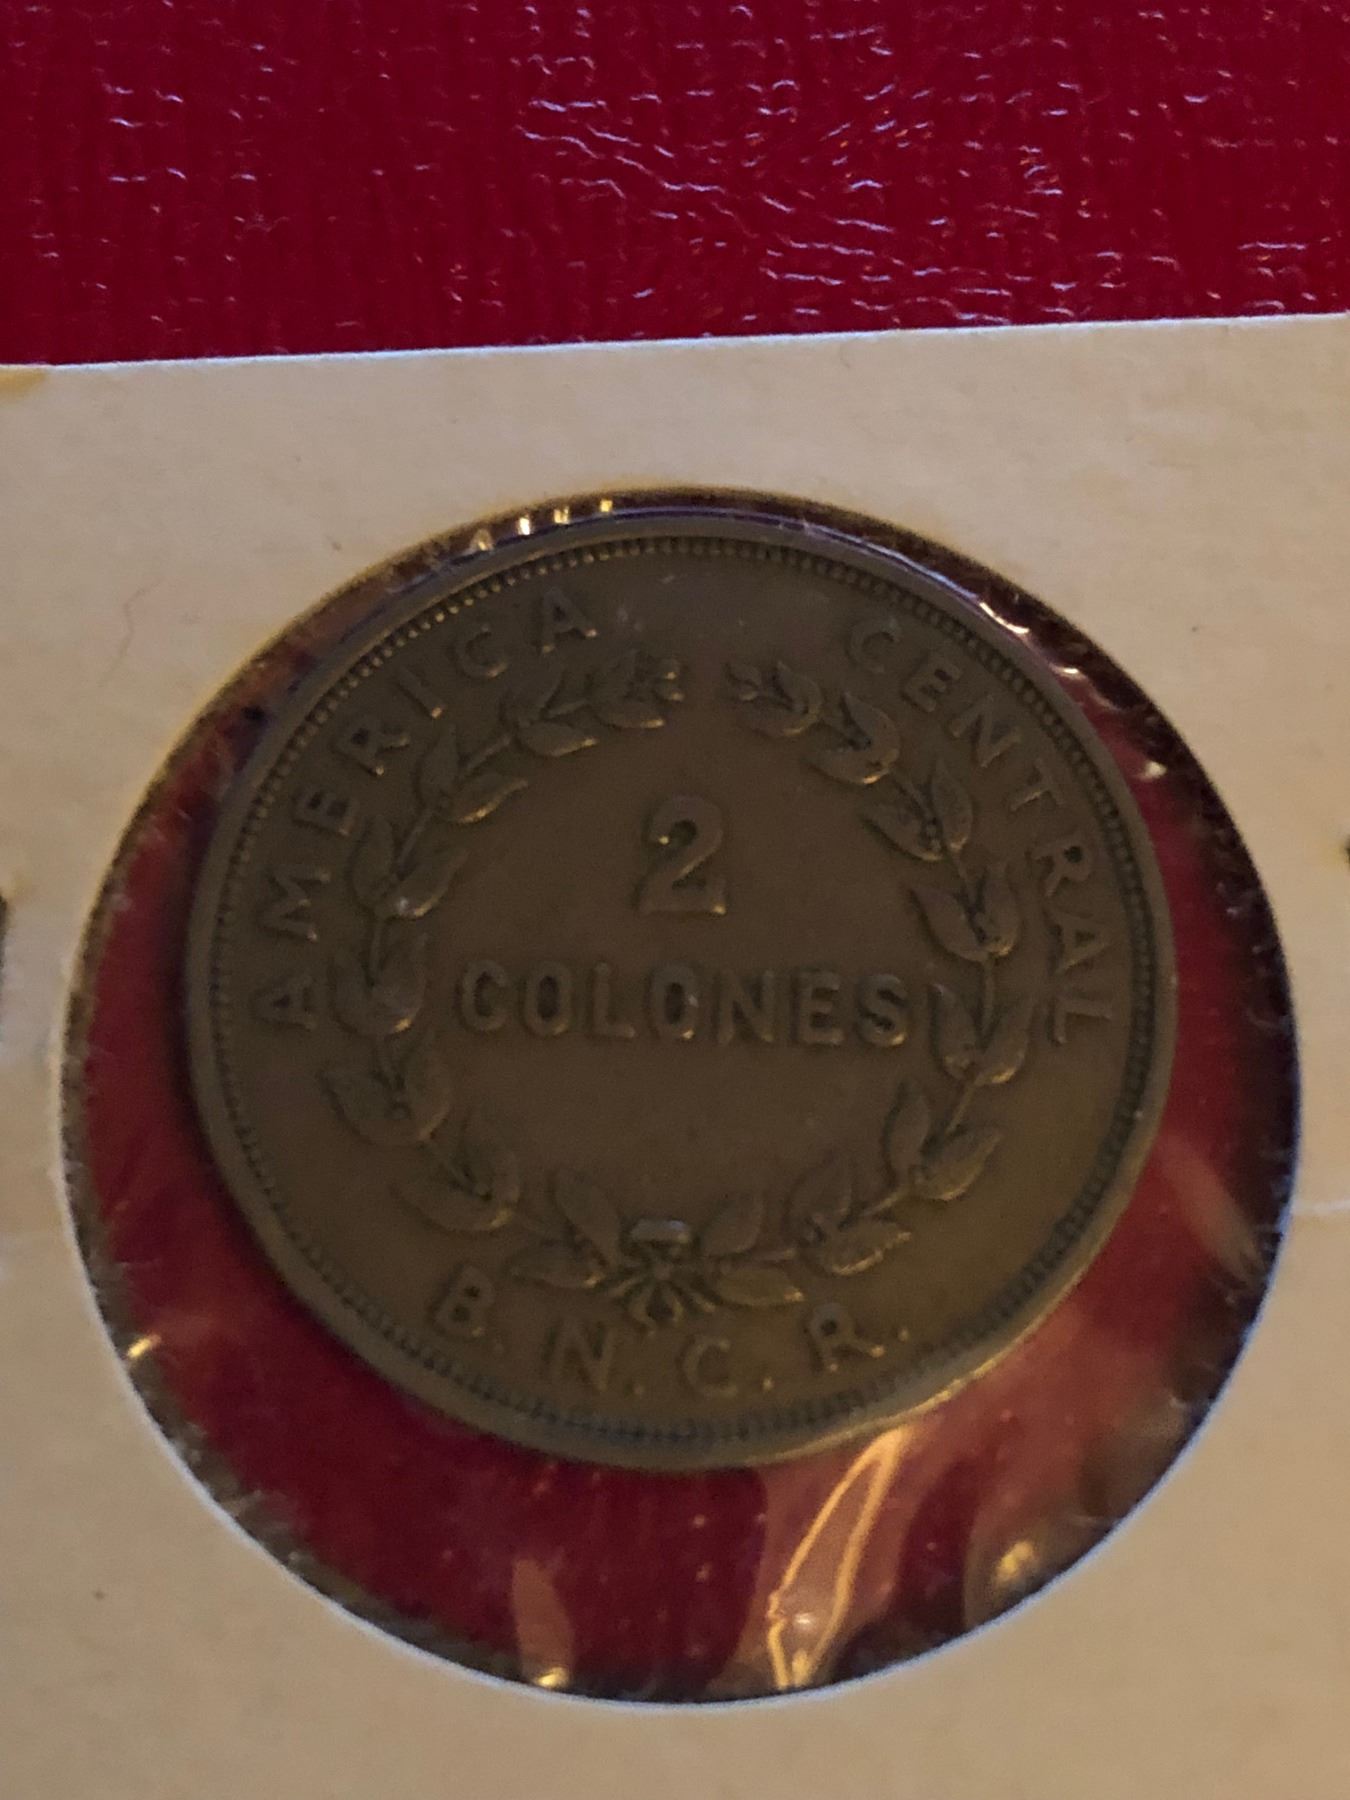 AMERICA CENTRAL
2
COLONES
B. N. C. R.